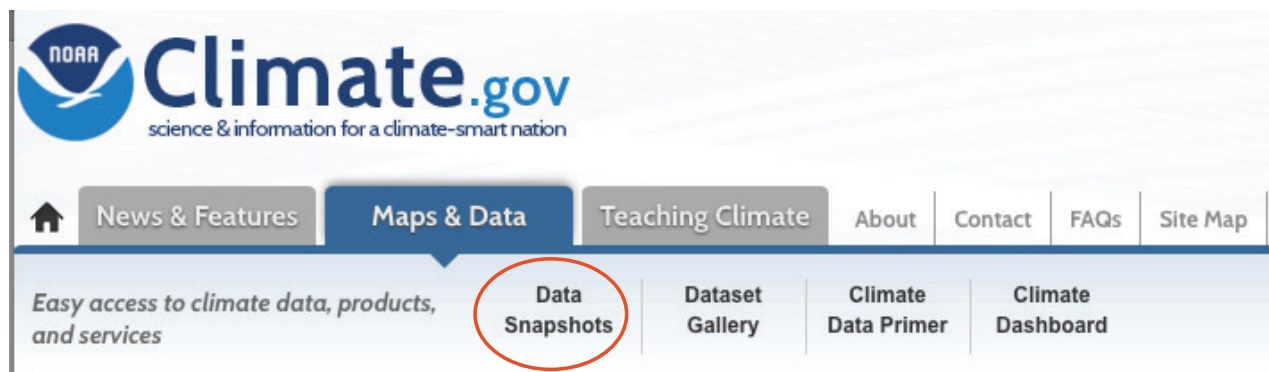 NOAA
Climate.gov
science & information for a climate-smart nation
News & Features Maps & Data Teaching Climate About Contact FAQs Site Map
Easy access to climate data, products,
and services
Data
Snapshots
Dataset
Gallery
Climate
Data Primer
Climate
Dashboard